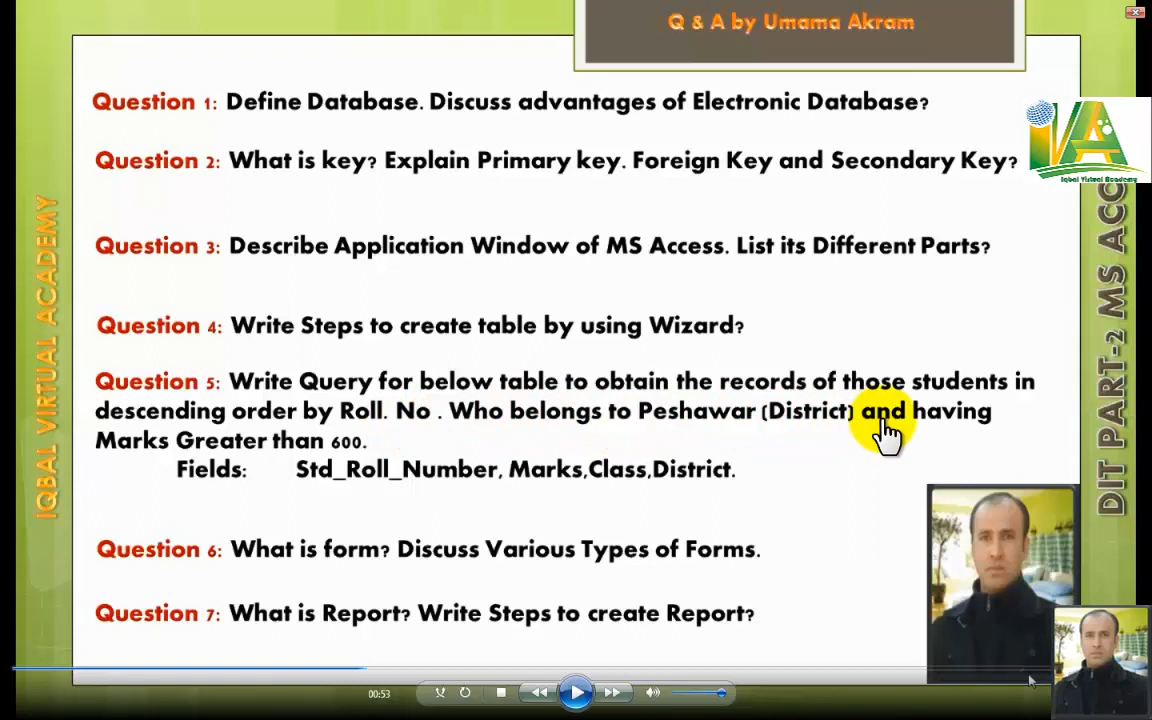 Q & A by Umama Akram
Question 1: Define Database. Discuss advantages of Electronic Database?
Question 2: What is key? Explain Primary key. Foreign Key and Secondary Key?
Question 3: Describe Application Window of MS Access. List its Different Parts?
Question 4: Write Steps to create table by using Wizard?
Question 5: Write Query for below table to obtain the records of those students in
descending order by Roll. No . Who belongs to Peshawar (District) and having
Marks Greater than 600.
Fields: Std_Roll_Number, Marks,Class,District.
Question 6: What is form? Discuss Various Types of Forms.
Question 7: What is Report? Write Steps to create Report?
IQBAL VIRTUAL ACADEMY
iVA
Iqbal Virtual Academy
DIT PART-2 MS ACC
00:53